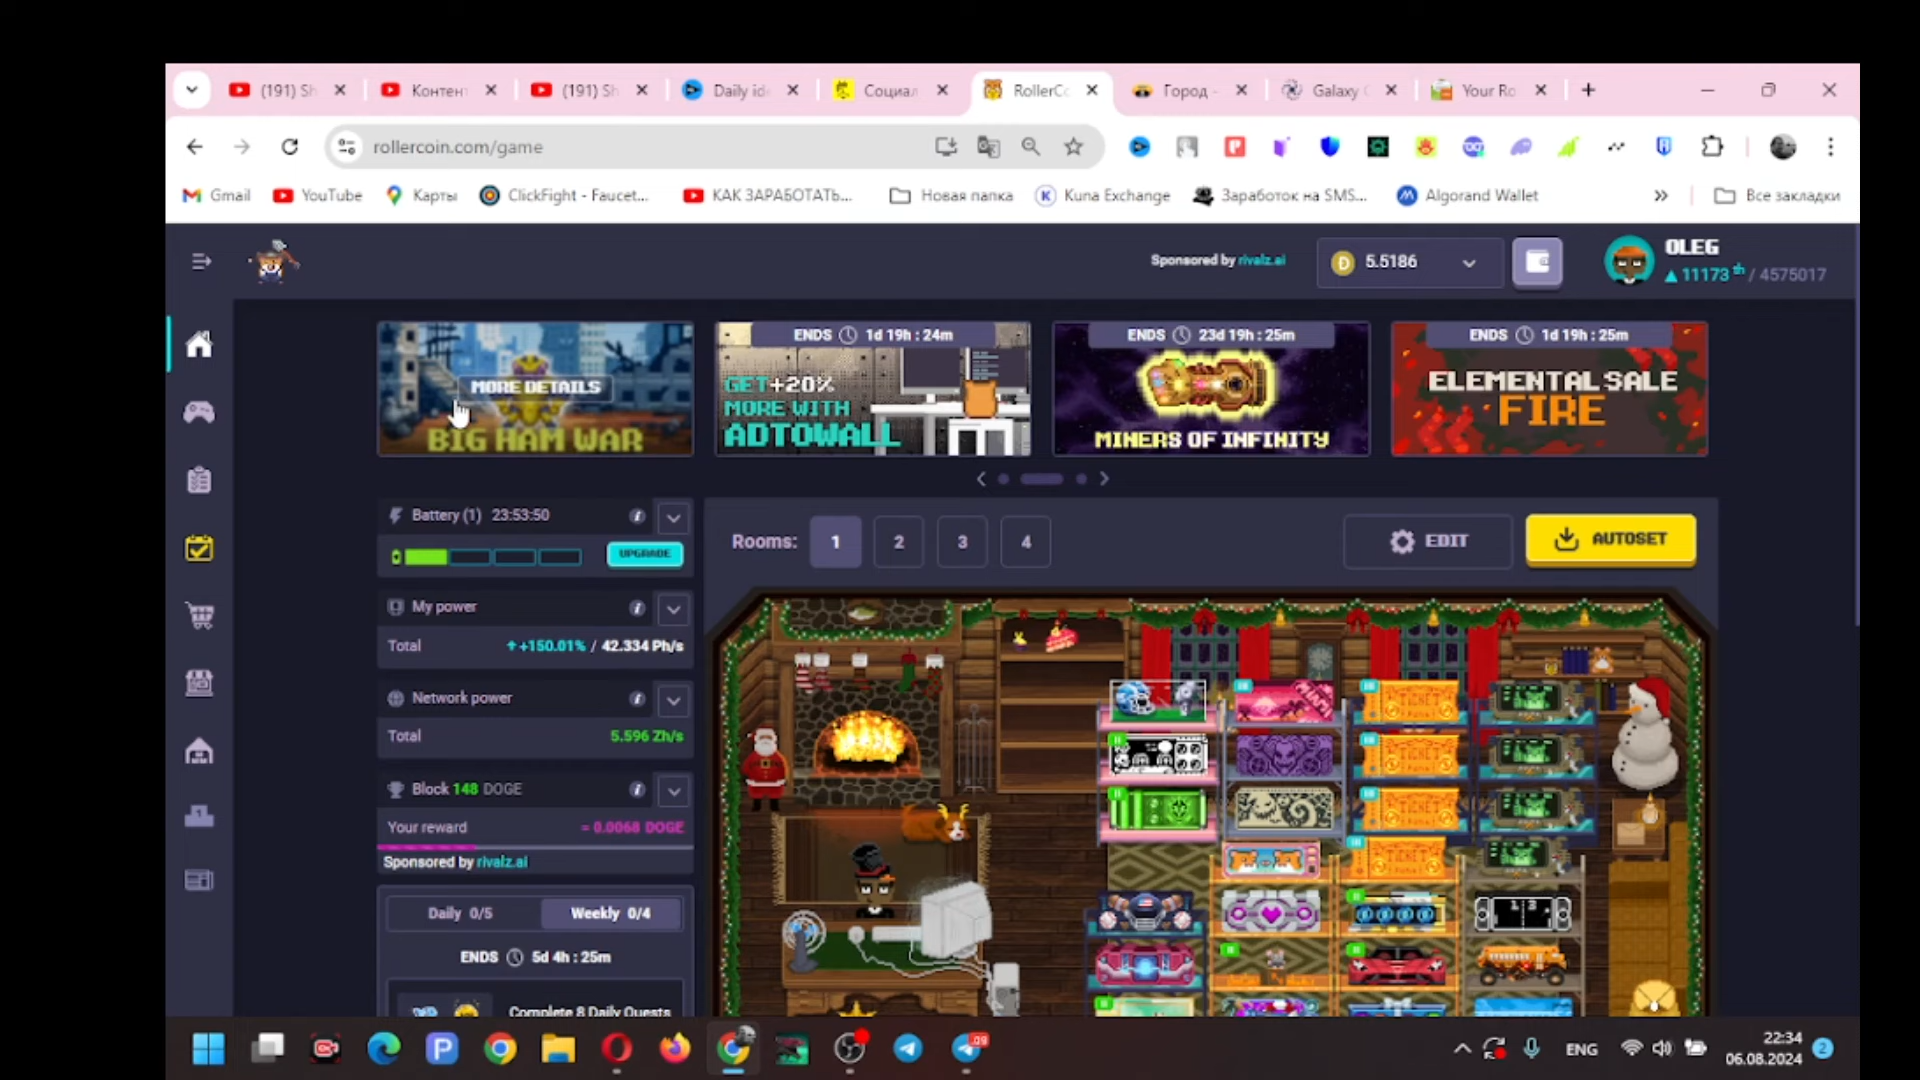 (191) Sh
Контен
(191) Sh
Daily ide
Социал
RollerCo
Город -
Galaxy
Your Ro
rollercoin.com/game
Gmail
YouTube
Карты
ClickFight - Faucet...
КАК ЗАРАБОТАТЬ...
Новая папка
Kuna Exchange
Заработок на SMS...
Algorand Wallet
Все закладки
Sponsored by rivalz.ai
5.5186
OLEG
11173 th / 4575017
MORE DETAILS
BIG HAM WAR
ENDS 1d 19h : 24m
GET +20%
MORE WITH
ADTOWALL
ENDS 23d 19h : 25m
MINERS OF INFINITY
ENDS 1d 19h : 25m
ELEMENTAL SALE
FIRE
Battery (1) 23:53:50
UPGRADE
Rooms: 1 2 3 4
EDIT
AUTOSET
My power
Total +150.01% / 42.334 Ph/s
Network power
Total 5.596 Zh/s
Block 148 DOGE
Your reward = 0.0068 DOGE
Sponsored by rivalz.ai
Daily 0/5
Weekly 0/4
ENDS 5d 4h : 25m
Complete 8 Daily Quests
ENG
22:34
06.08.2024
2